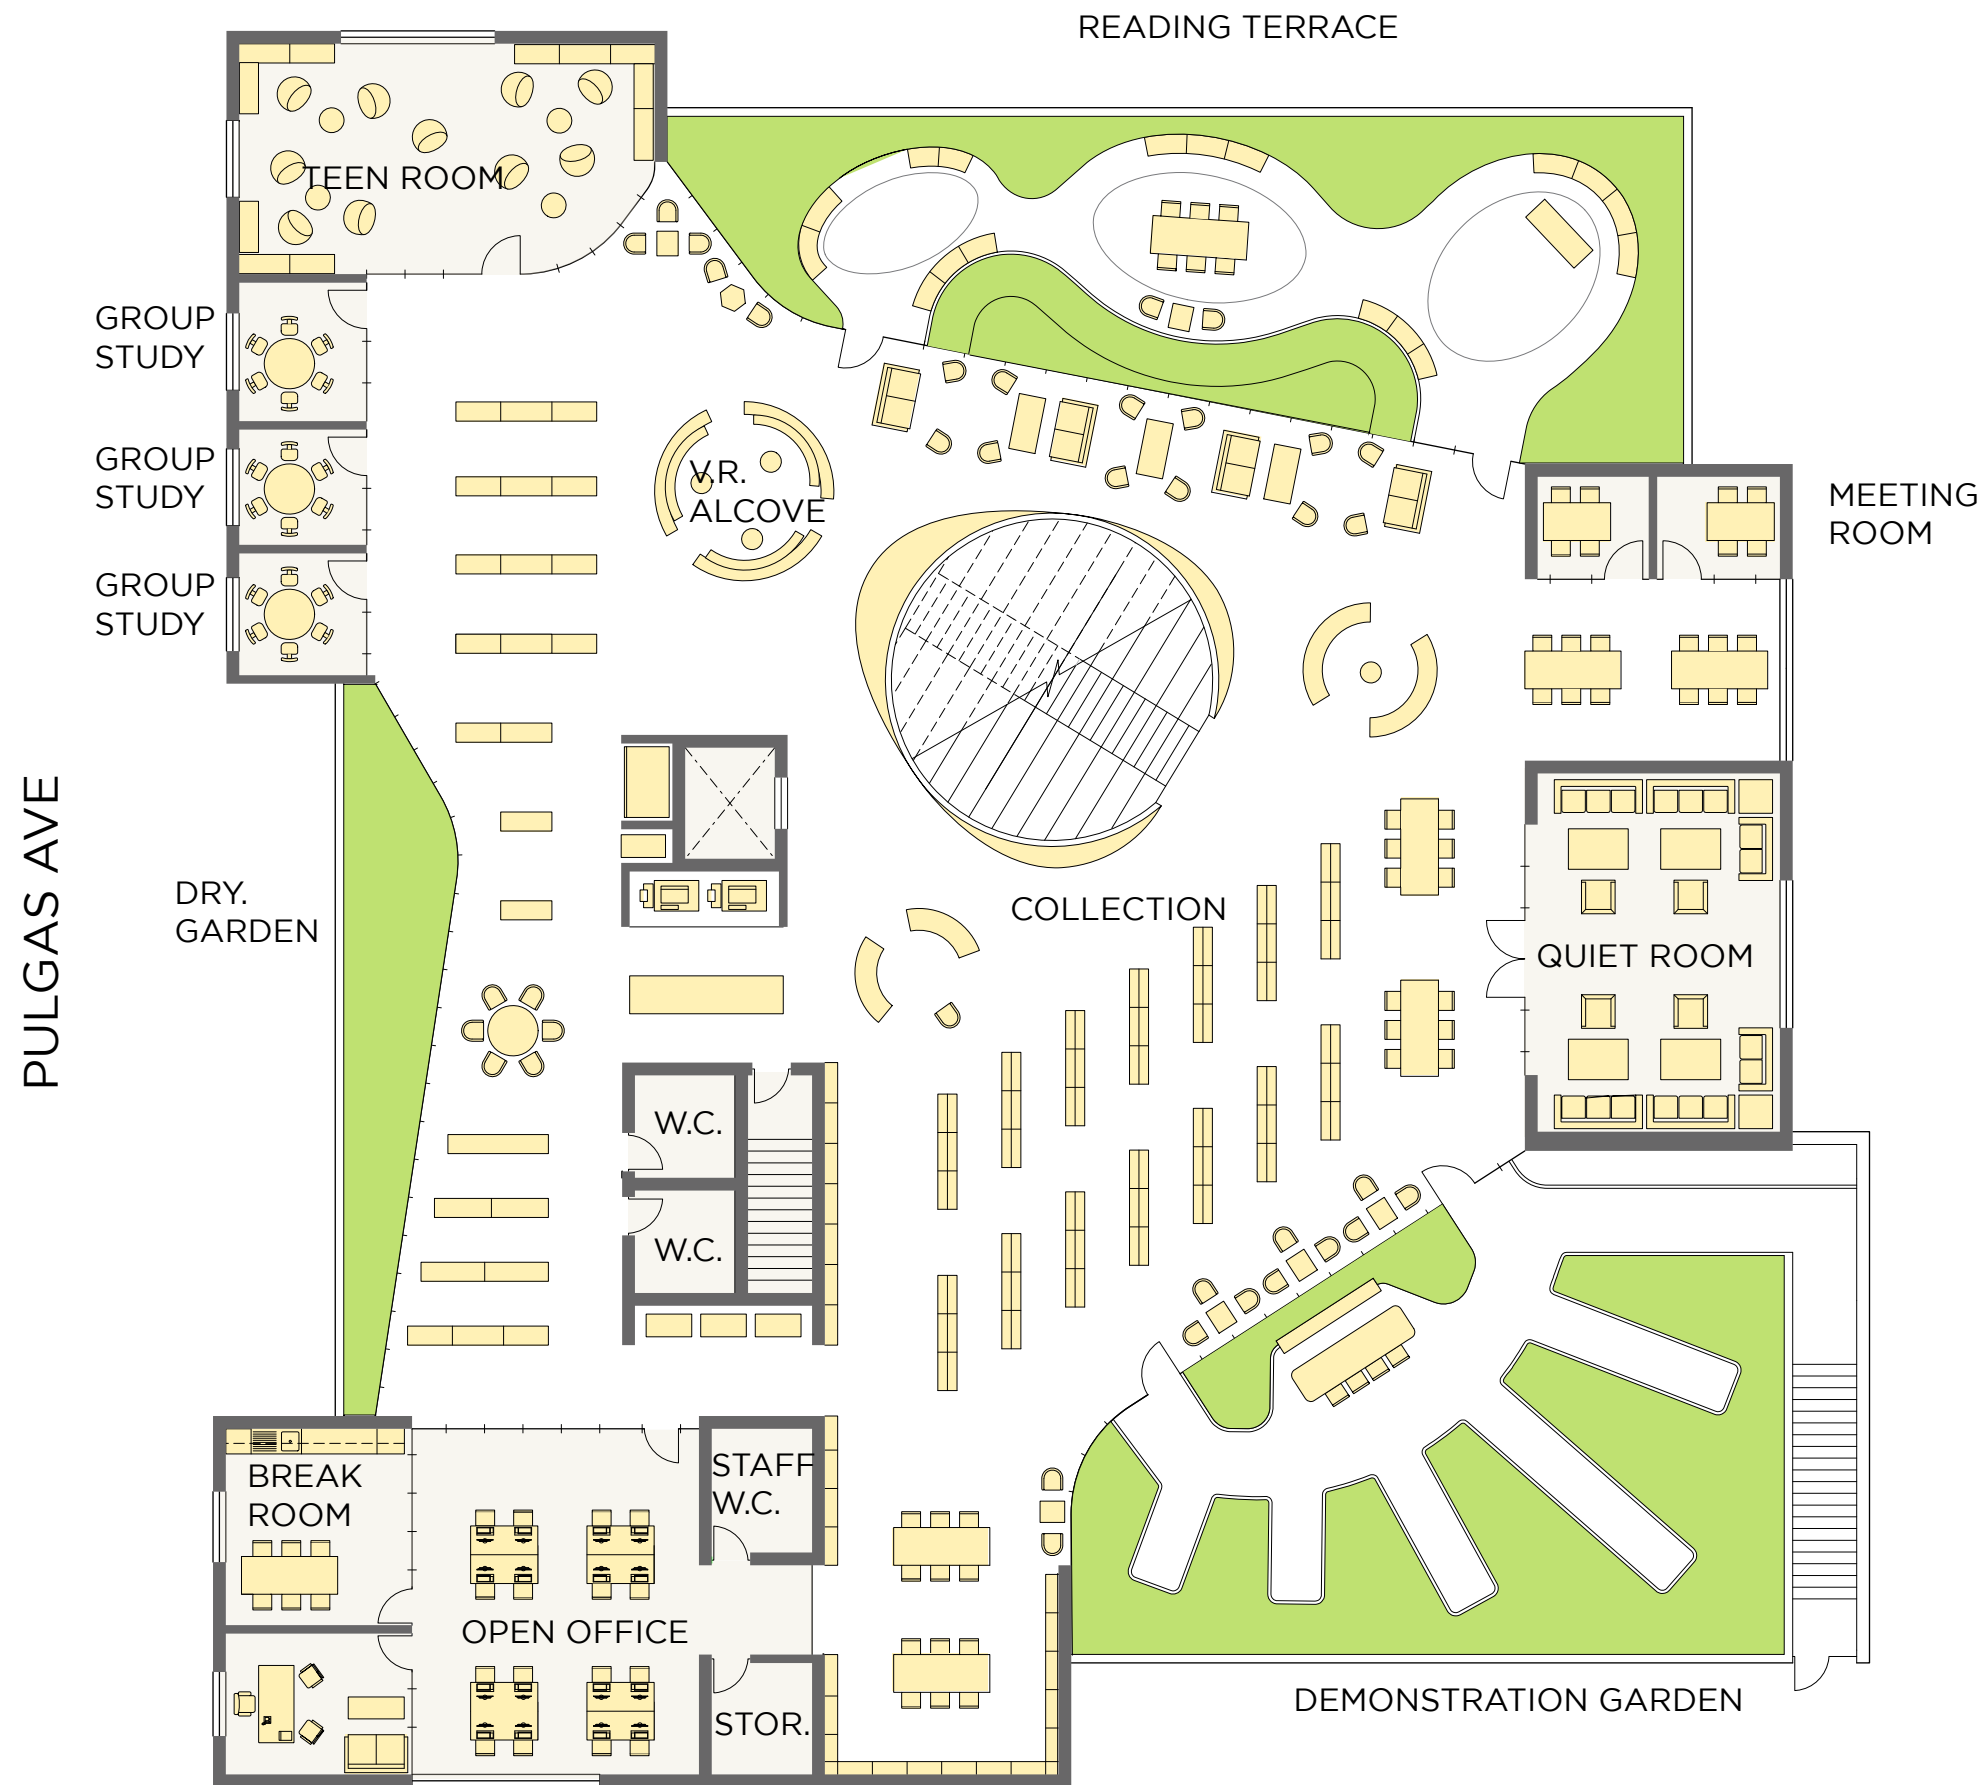 READING TERRACE
TEEN ROOM
GROUP
STUDY
GROUP
STUDY
GROUP
STUDY
V.R.
ALCOVE
MEETING
ROOM
PULGAS AVE
DRY.
GARDEN
COLLECTION
QUIET ROOM
W.C.
W.C.
BREAK
ROOM
STAFF
W.C.
OPEN OFFICE
STOR.
DEMONSTRATION GARDEN